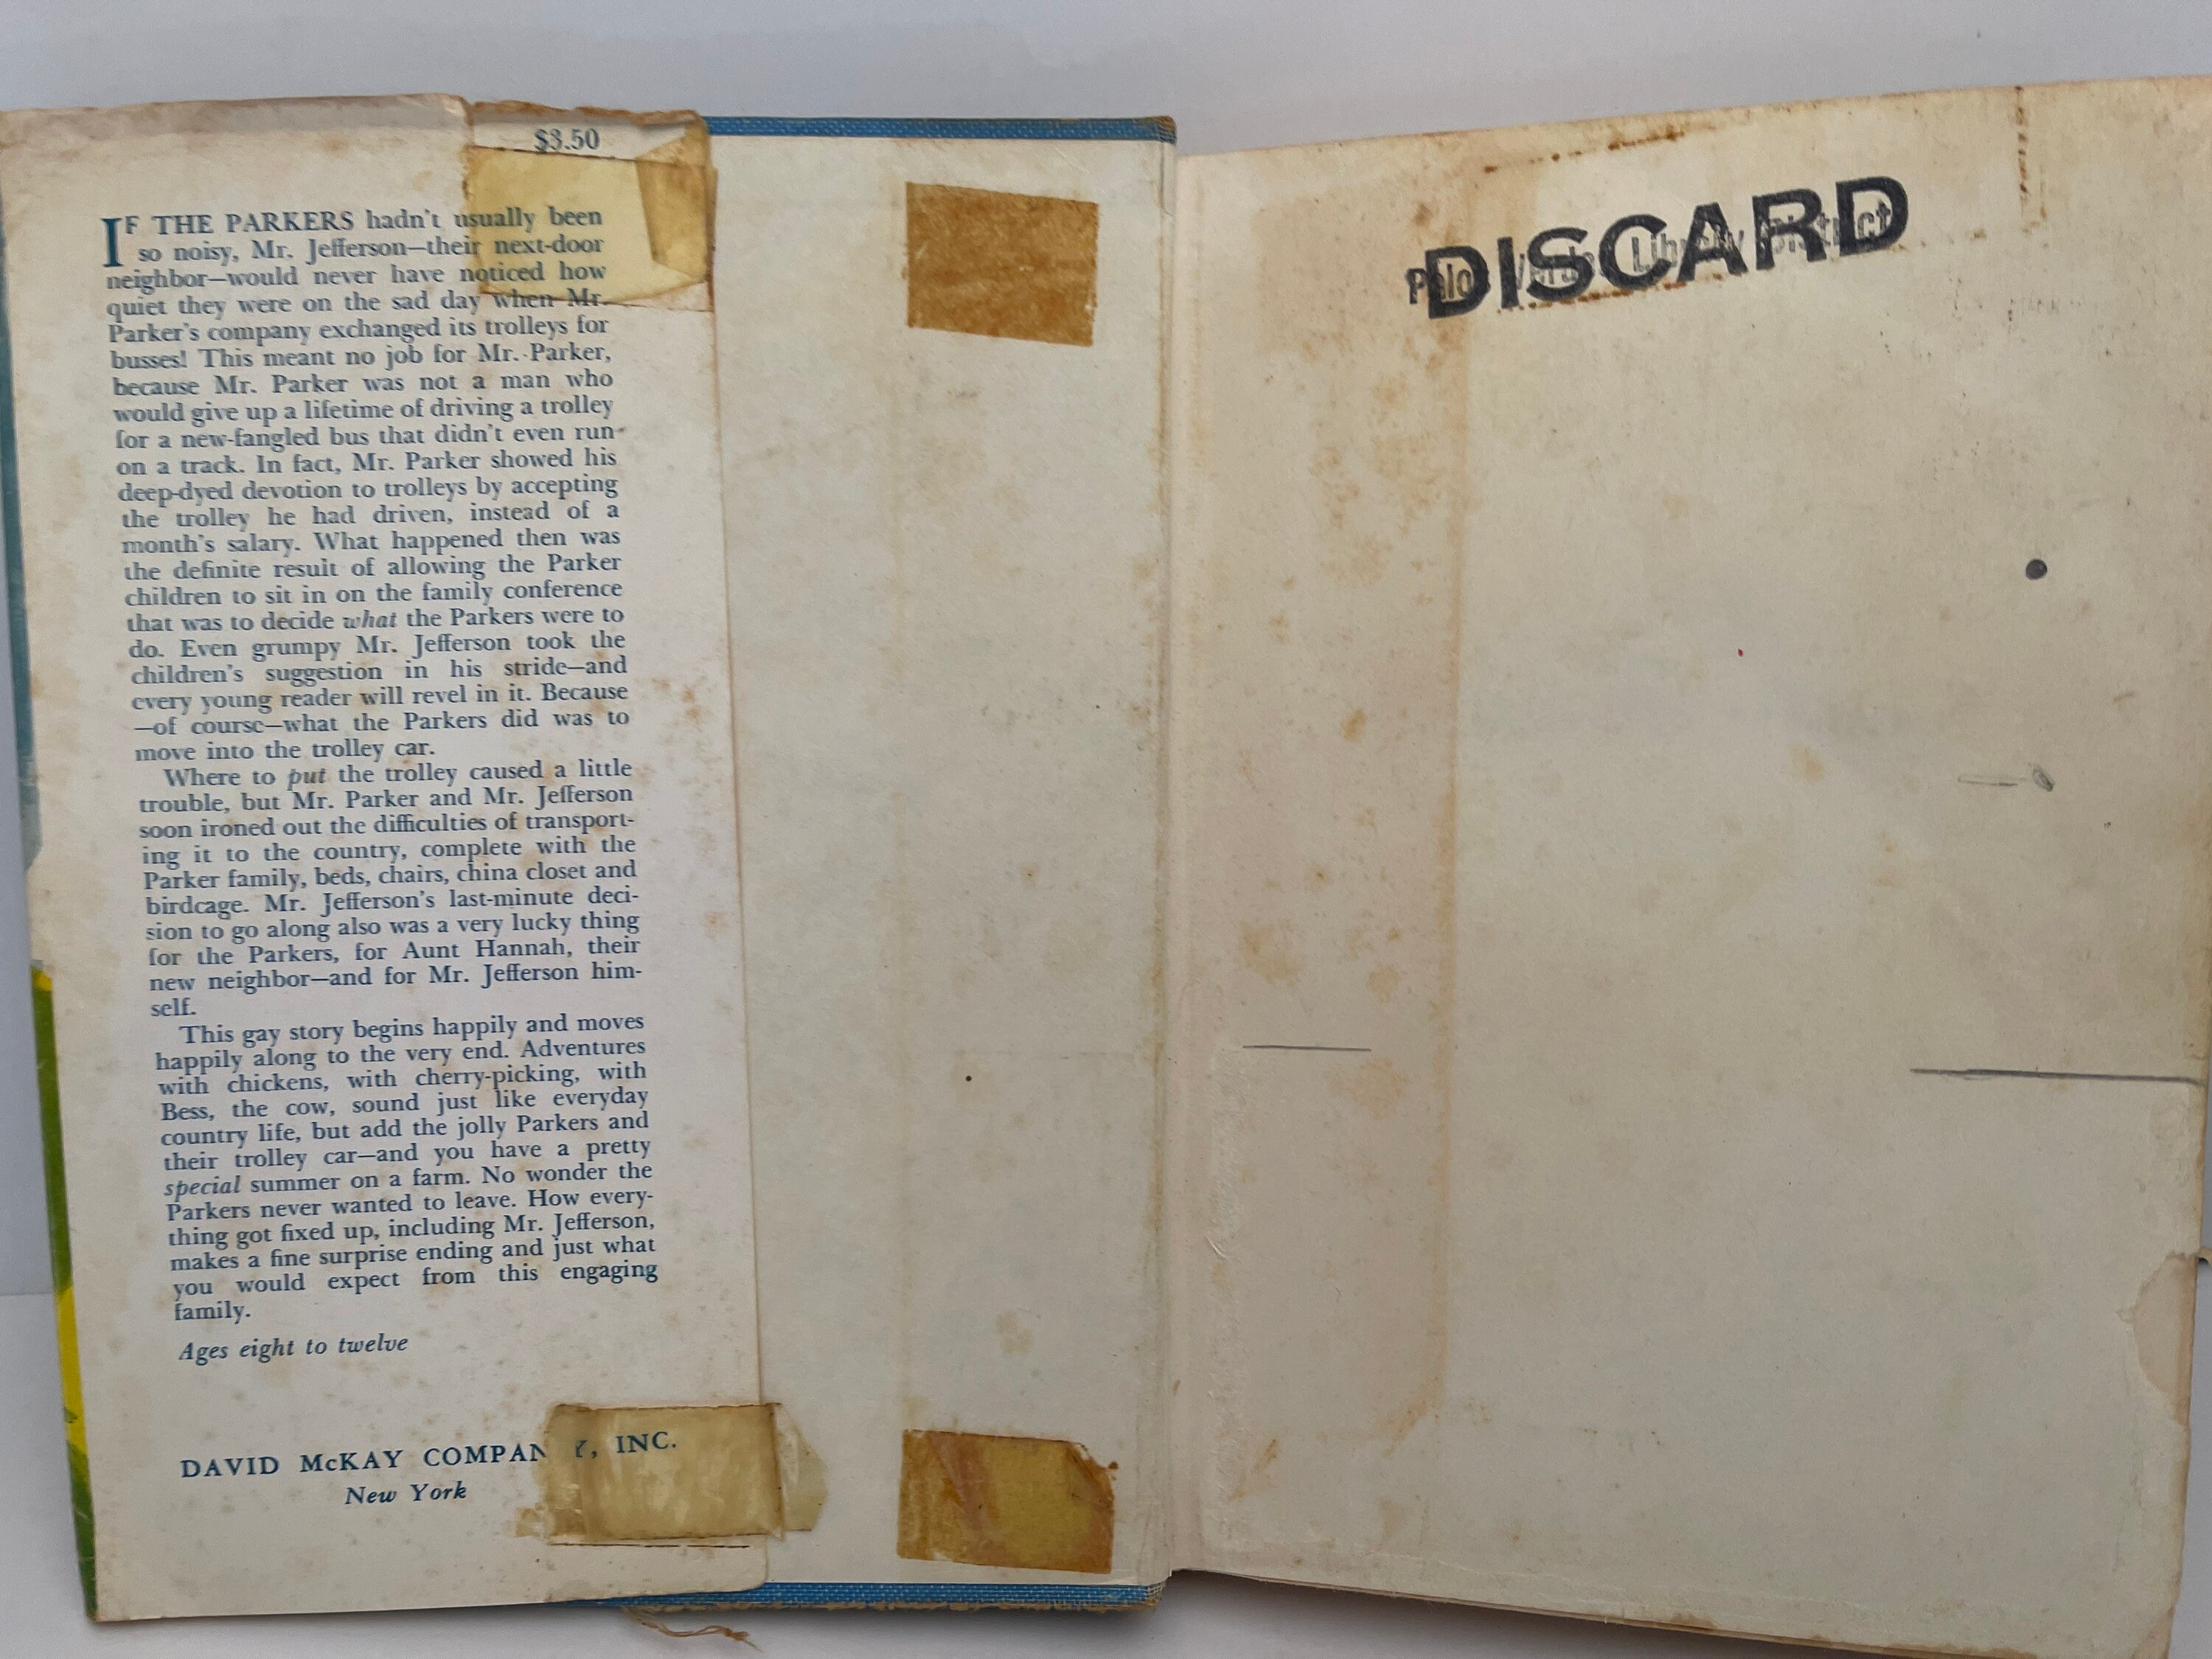 $3.50
IF THE PARKERS hadn't usually been
so noisy, Mr. Jefferson—their next-door
neighbor—would never have noticed how
quiet they were on the sad day when Mr.
Parker's company exchanged its trolleys for
busses! This meant no job for Mr. Parker,
because Mr. Parker was not a man who
would give up a lifetime of driving a trolley
for a new-fangled bus that didn't even run
on a track. In fact, Mr. Parker showed his
deep-dyed devotion to trolleys by accepting
the trolley he had driven, instead of a
month's salary. What happened then was
the definite result of allowing the Parker
children to sit in on the family conference
that was to decide what the Parkers were to
do. Even grumpy Mr. Jefferson took the
children's suggestion in his stride—and
every young reader will revel in it. Because
—of course—what the Parkers did was to
move into the trolley car.
Where to put the trolley caused a little
trouble, but Mr. Parker and Mr. Jefferson
soon ironed out the difficulties of transport-
ing it to the country, complete with the
Parker family, beds, chairs, china closet and
birdcage. Mr. Jefferson's last-minute deci-
sion to go along also was a very lucky thing
for the Parkers, for Aunt Hannah, their
new neighbor—and for Mr. Jefferson him-
self.
This gay story begins happily and moves
happily along to the very end. Adventures
with chickens, with cherry-picking, with
Bess, the cow, sound just like everyday
country life, but add the jolly Parkers and
their trolley car—and you have a pretty
special summer on a farm. No wonder the
Parkers never wanted to leave. How every-
thing got fixed up, including Mr. Jefferson,
makes a fine surprise ending and just what
you would expect from this engaging
family.
Ages eight to twelve
DAVID McKAY COMPANY, INC.
New York
DISCARD
Library District